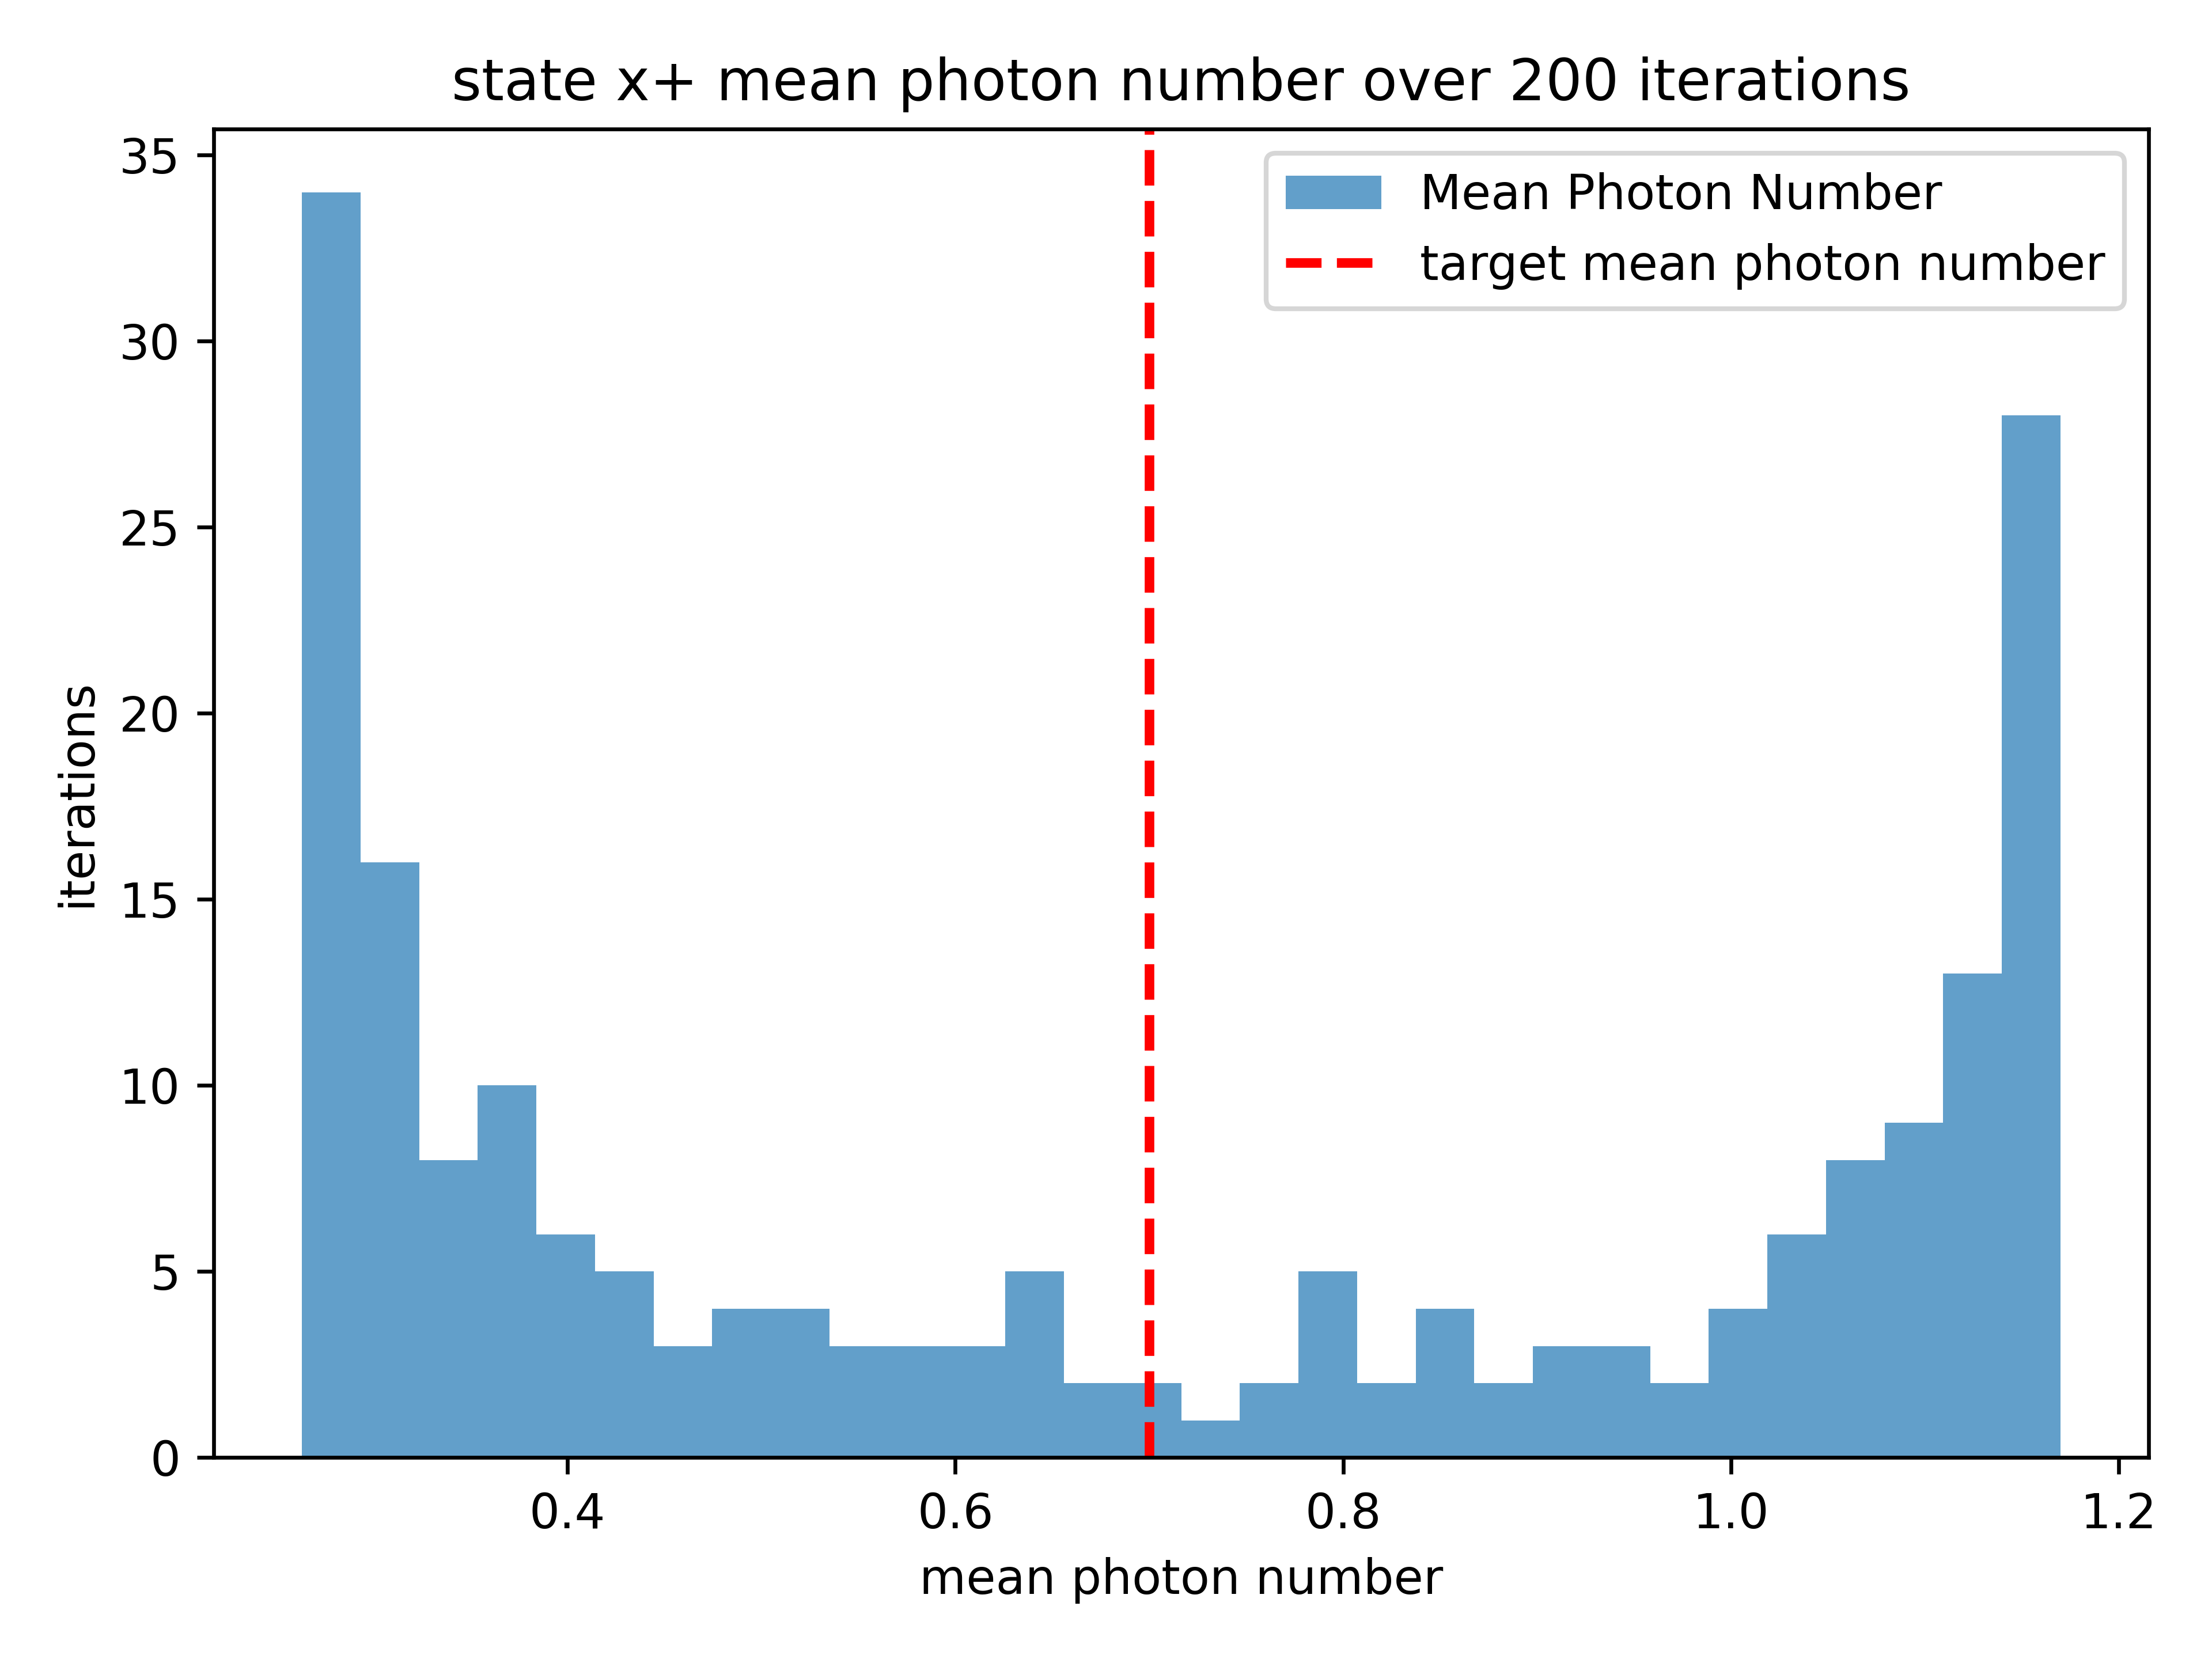 state x+ mean photon number over 200 iterations
Mean Photon Number
target mean photon number
35
30
25
20
15
10
5
0
iterations
0.4 0.6 0.8 1.0 1.2
mean photon number